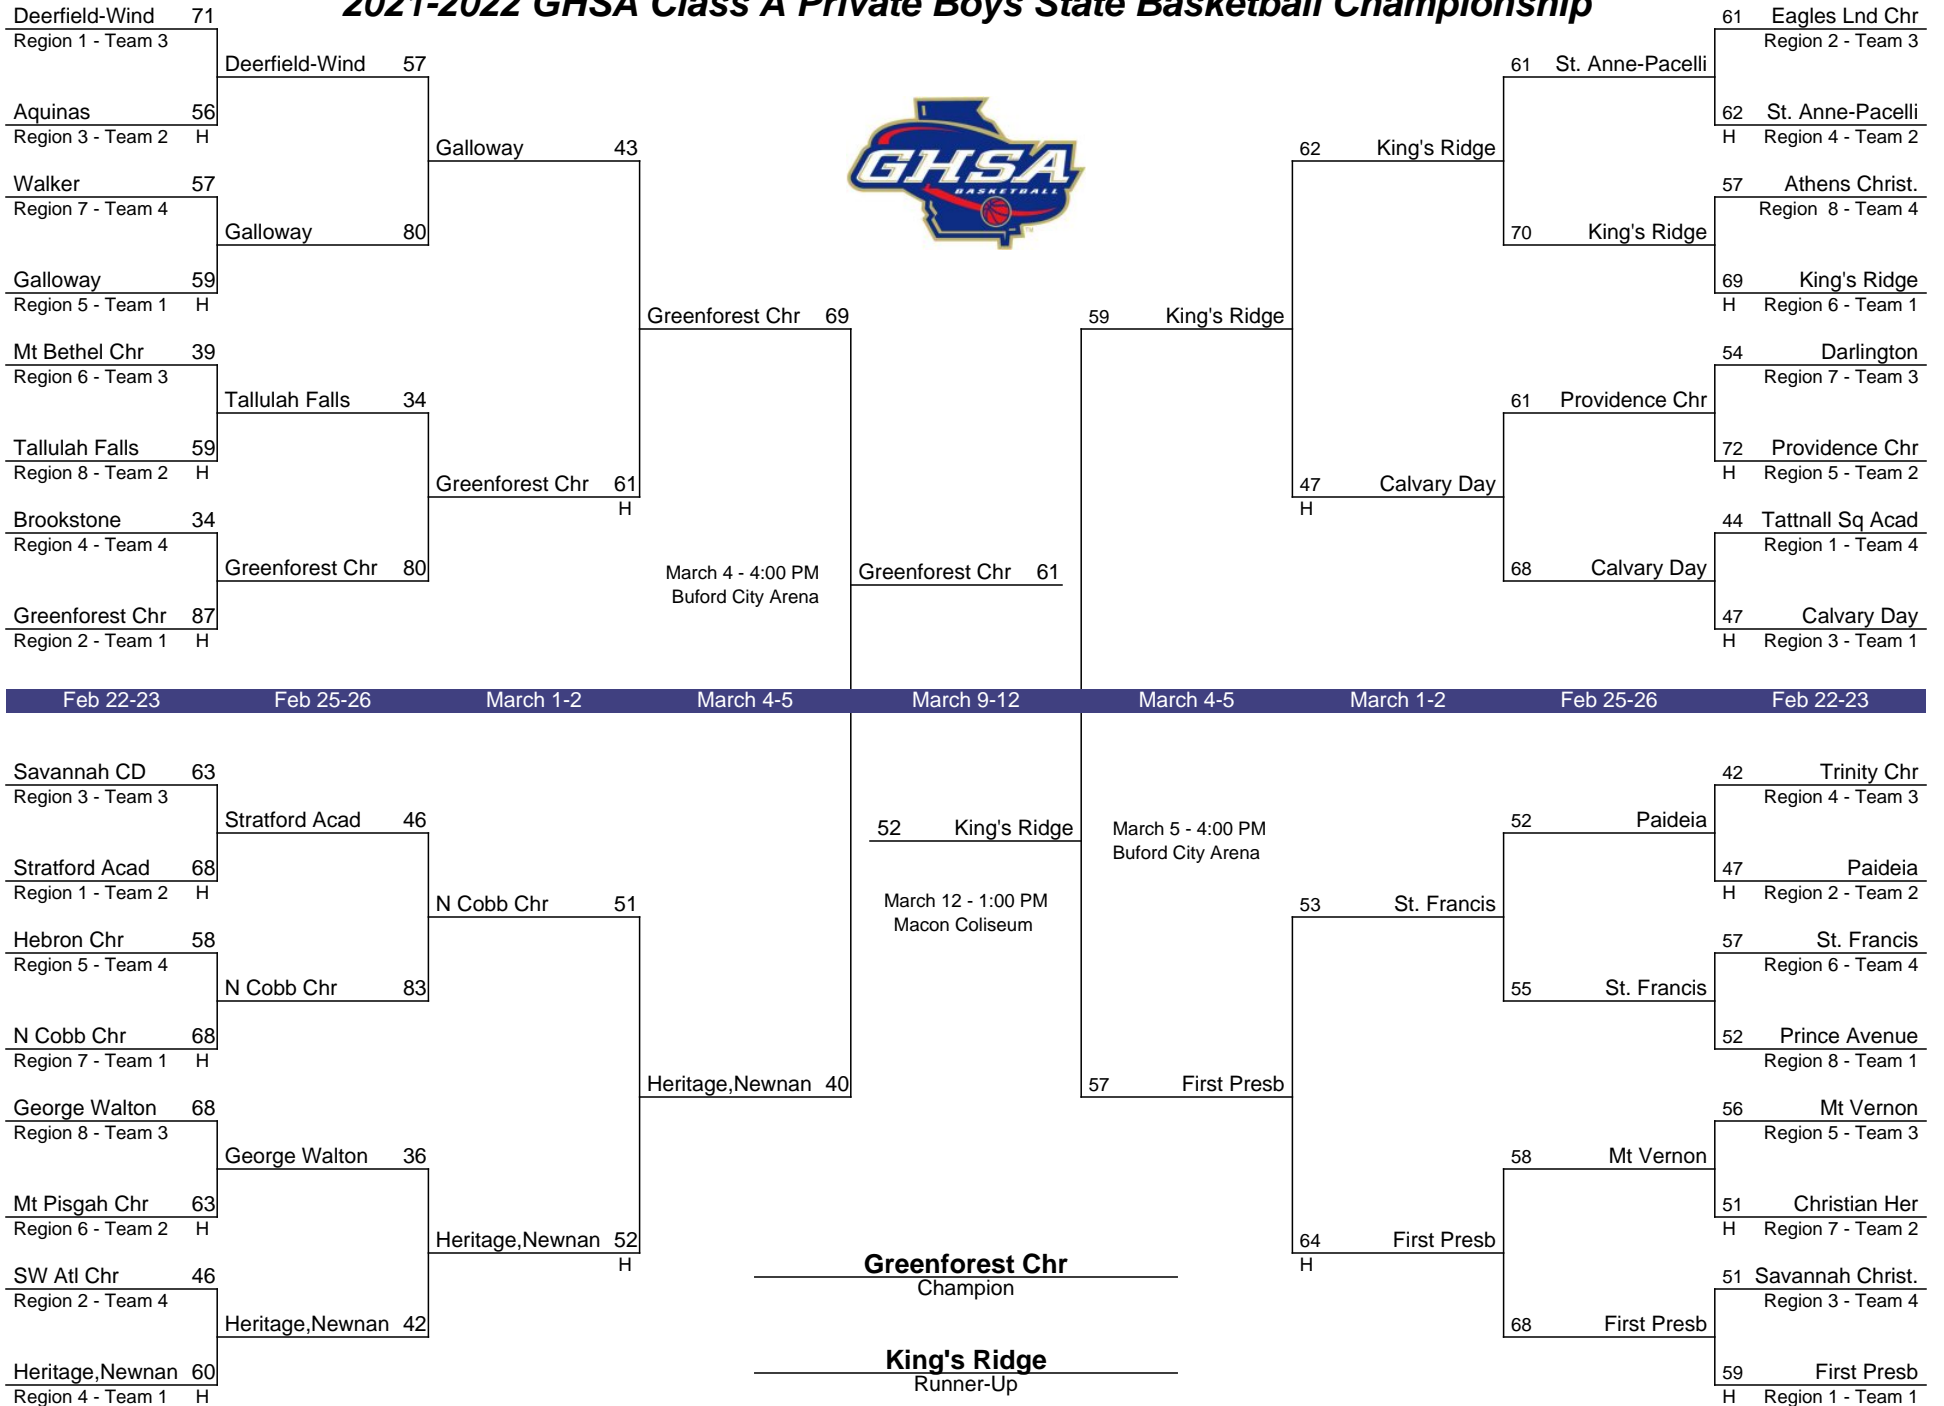 2021-2022 GHSA Class A Private Boys State Basketball Championship
Deerfield-Wind 71
Region 1 - Team 3
Aquinas 56
Region 3 - Team 2 H
Walker 57
Region 7 - Team 4
Galloway 59
Region 5 - Team 1 H
Mt Bethel Chr 39
Region 6 - Team 3
Tallulah Falls 59
Region 8 - Team 2 H
Brookstone 34
Region 4 - Team 4
Greenforest Chr 87
Region 2 - Team 1 H
Deerfield-Wind 57
Galloway 80
Tallulah Falls 34
Greenforest Chr 80
Galloway 43
Greenforest Chr 61
H
Greenforest Chr 69
March 4 - 4:00 PM
Buford City Arena
Greenforest Chr 61
GHSA
BASKETBALL
TM
59 King's Ridge
62 King's Ridge
47 Calvary Day
H
61 St. Anne-Pacelli
70 King's Ridge
61 Providence Chr
68 Calvary Day
61 Eagles Lnd Chr
Region 2 - Team 3
62 St. Anne-Pacelli
H Region 4 - Team 2
57 Athens Christ.
Region 8 - Team 4
69 King's Ridge
H Region 6 - Team 1
54 Darlington
Region 7 - Team 3
72 Providence Chr
H Region 5 - Team 2
44 Tattnall Sq Acad
Region 1 - Team 4
47 Calvary Day
H Region 3 - Team 1
Feb 22-23 Feb 25-26 March 1-2 March 4-5 March 9-12 March 4-5 March 1-2 Feb 25-26 Feb 22-23
Savannah CD 63
Region 3 - Team 3
Stratford Acad 68
Region 1 - Team 2 H
Hebron Chr 58
Region 5 - Team 4
N Cobb Chr 68
Region 7 - Team 1 H
George Walton 68
Region 8 - Team 3
Mt Pisgah Chr 63
Region 6 - Team 2 H
SW Atl Chr 46
Region 2 - Team 4
Heritage,Newnan 60
Region 4 - Team 1 H
Stratford Acad 46
N Cobb Chr 83
George Walton 36
Heritage,Newnan 42
N Cobb Chr 51
Heritage,Newnan 52
H
Heritage,Newnan 40
52 King's Ridge
March 12 - 1:00 PM
Macon Coliseum
March 5 - 4:00 PM
Buford City Arena
57 First Presb
53 St. Francis
64 First Presb
H
52 Paideia
55 St. Francis
58 Mt Vernon
68 First Presb
42 Trinity Chr
Region 4 - Team 3
47 Paideia
H Region 2 - Team 2
57 St. Francis
Region 6 - Team 4
52 Prince Avenue
Region 8 - Team 1
56 Mt Vernon
Region 5 - Team 3
51 Christian Her
H Region 7 - Team 2
51 Savannah Christ.
Region 3 - Team 4
59 First Presb
H Region 1 - Team 1
Greenforest Chr
Champion
King's Ridge
Runner-Up